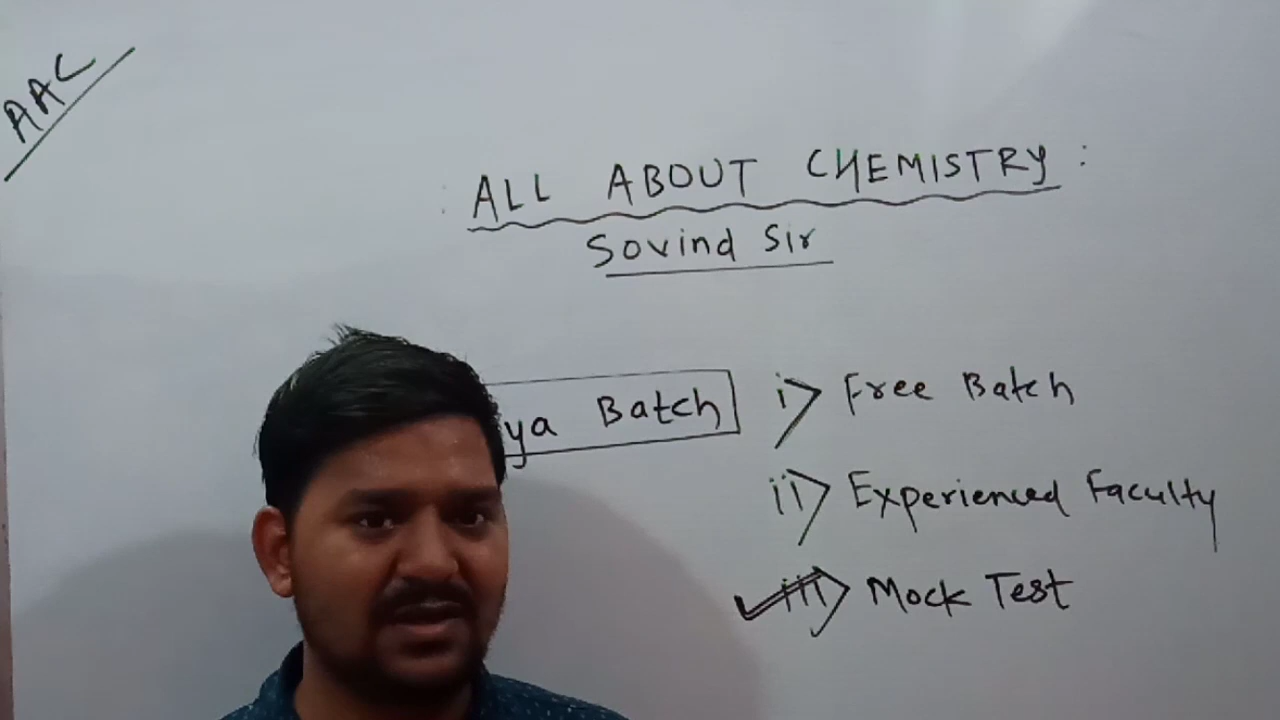 AAC
: ALL ABOUT CHEMISTRY :
Sovind Sir
ya Batch
i> Free Batch
ii> Experienced Faculty
iii> Mock Test